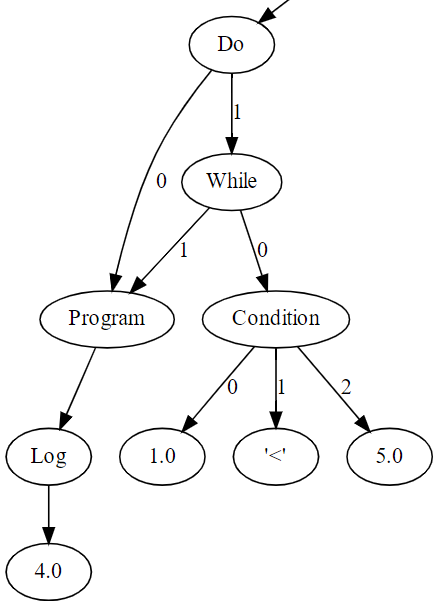 Do
1
0
While
1
0
Program
Condition
0
1
2
Log
1.0
'<'
5.0
4.0